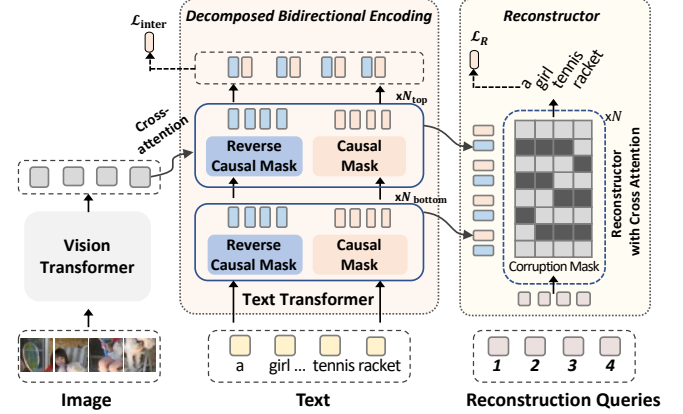 Decomposed Bidirectional Encoding
Reconstructor
ℒinter
ℒR
a
girl
tennis
racket
xN
xNtop
Cross-
attention
Reverse
Causal Mask
Causal
Mask
xNbottom
Reverse
Causal Mask
Causal
Mask
Text Transformer
Vision
Transformer
Reconstructor
with Cross Attention
Corruption Mask
a girl ... tennis racket
1 2 3 4
Image
Text
Reconstruction Queries